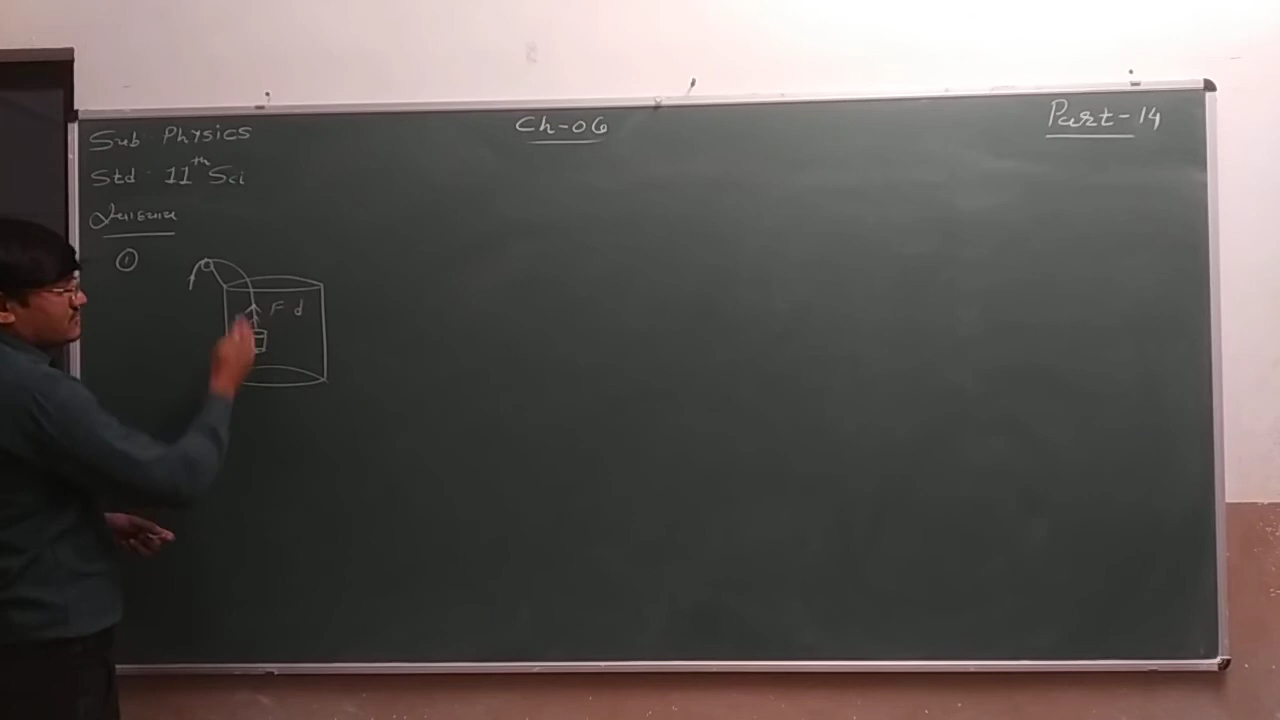 Sub Physics
Ch-06
Part-14
Std - 11th Sci
①
F d